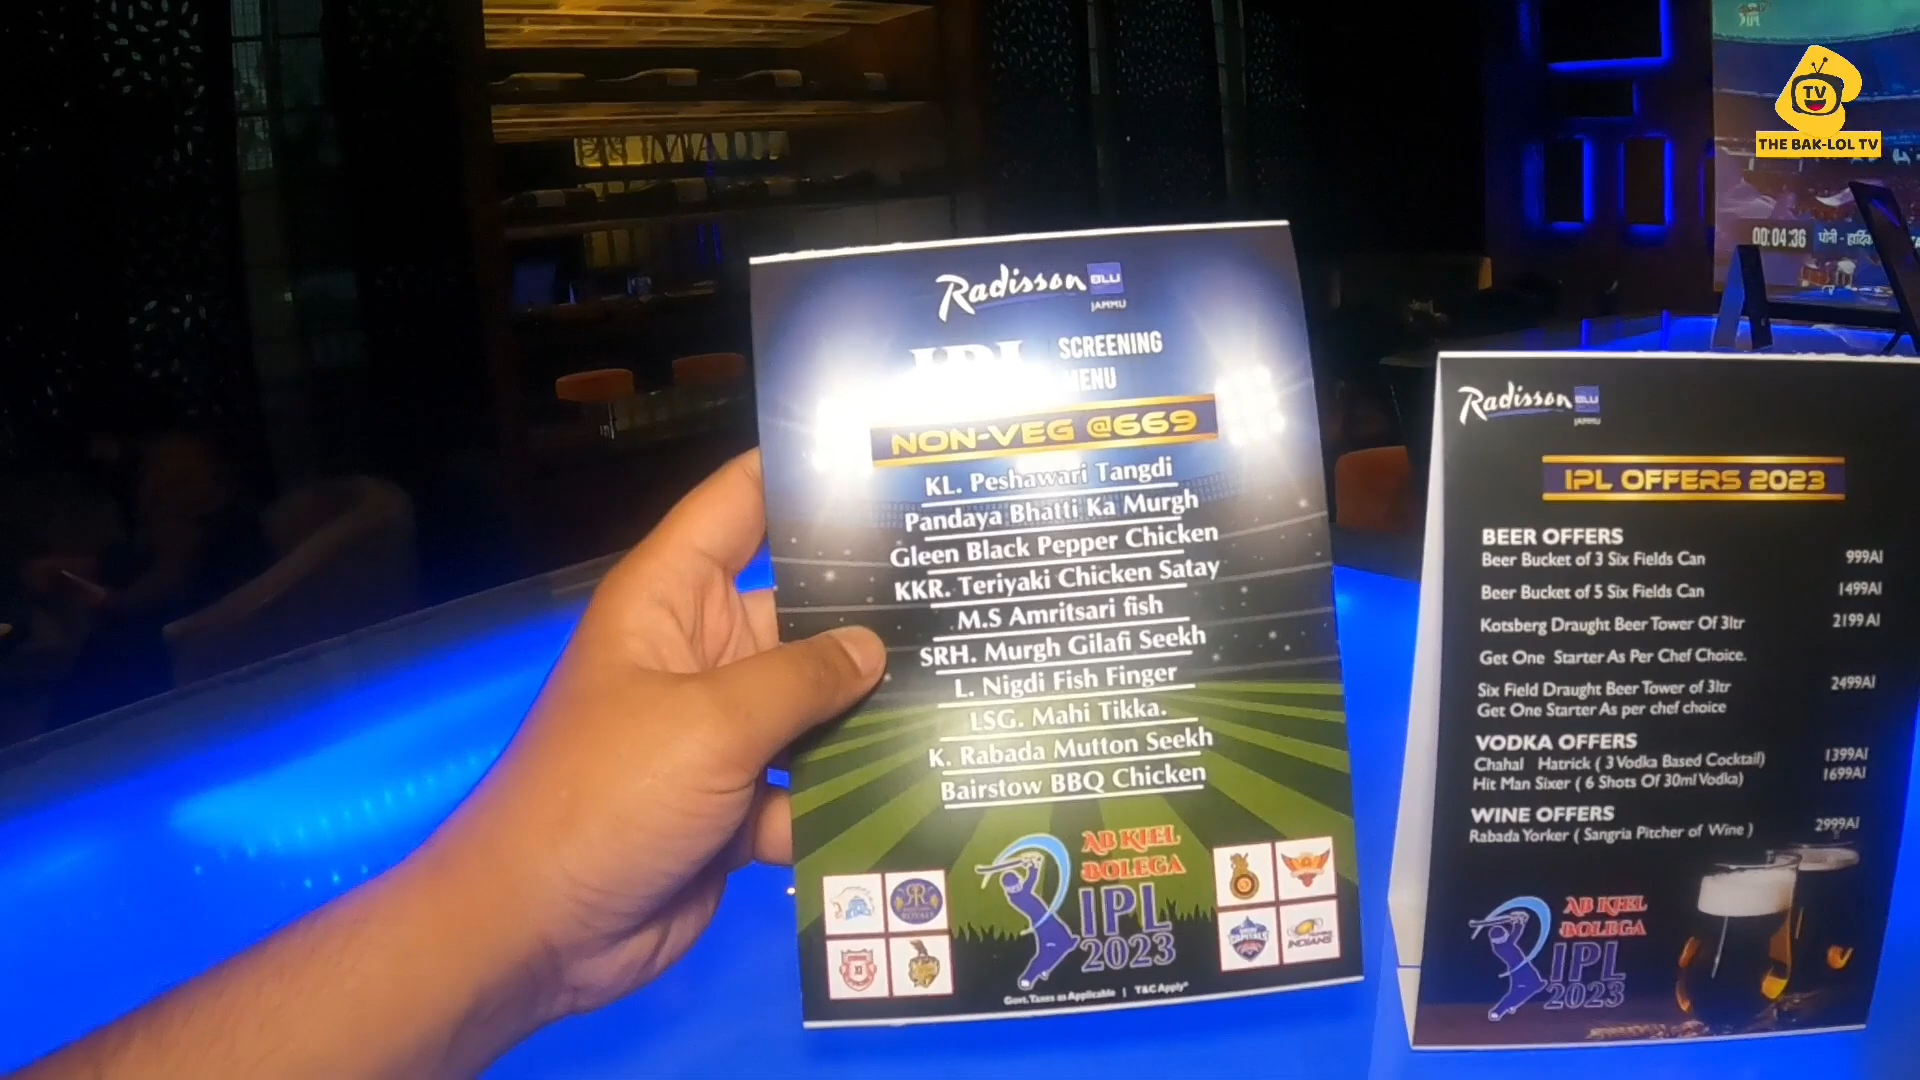 TV
THE BAK-LOL TV
00:04:36
धोनी - हार्दिक
Radisson BLU
JAMMU
IPL SCREENING
MENU
NON-VEG @669
KL. Peshawari Tangdi
Pandaya Bhatti Ka Murgh
Gleen Black Pepper Chicken
KKR. Teriyaki Chicken Satay
M.S Amritsari fish
SRH. Murgh Gilafi Seekh
L. Nigdi Fish Finger
LSG. Mahi Tikka.
K. Rabada Mutton Seekh
Bairstow BBQ Chicken
AB KIEL
BOLEGA
IPL
2023
Govt. Taxes as Applicable | T&C Apply*
Radisson BLU
JAMMU
IPL OFFERS 2023
BEER OFFERS
Beer Bucket of 3 Six Fields Can 999AI
Beer Bucket of 5 Six Fields Can 1499AI
Kotsberg Draught Beer Tower Of 3ltr 2199 AI
Get One Starter As Per Chef Choice.
Six Field Draught Beer Tower of 3ltr 2499AI
Get One Starter As per chef choice
VODKA OFFERS
Chahal Hatrick ( 3 Vodka Based Cocktail) 1399AI
Hit Man Sixer ( 6 Shots Of 30ml Vodka) 1699AI
WINE OFFERS
Rabada Yorker ( Sangria Pitcher of Wine ) 2999AI
AB KIEL
BOLEGA
IPL
2023